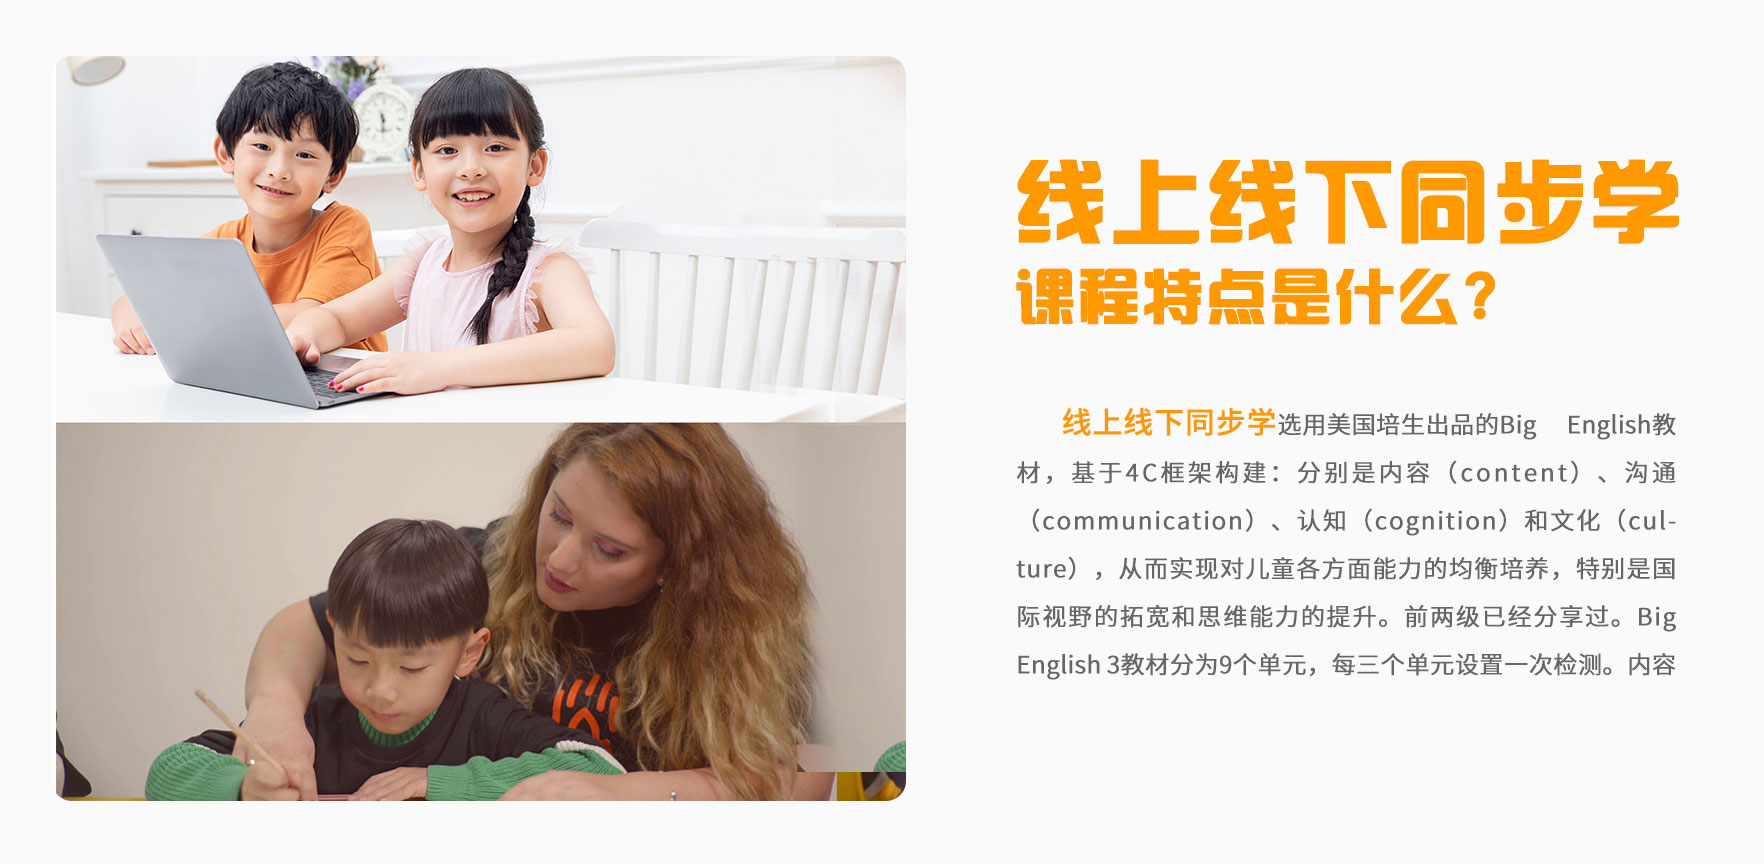 线上线下同步学
课程特点是什么？
线上线下同步学选用美国培生出品的Big English教
材，基于4C框架构建：分别是内容（content）、沟通
（communication）、认知（cognition）和文化（cul-
ture），从而实现对儿童各方面能力的均衡培养，特别是国
际视野的拓宽和思维能力的提升。前两级已经分享过。Big
English 3教材分为9个单元，每三个单元设置一次检测。内容